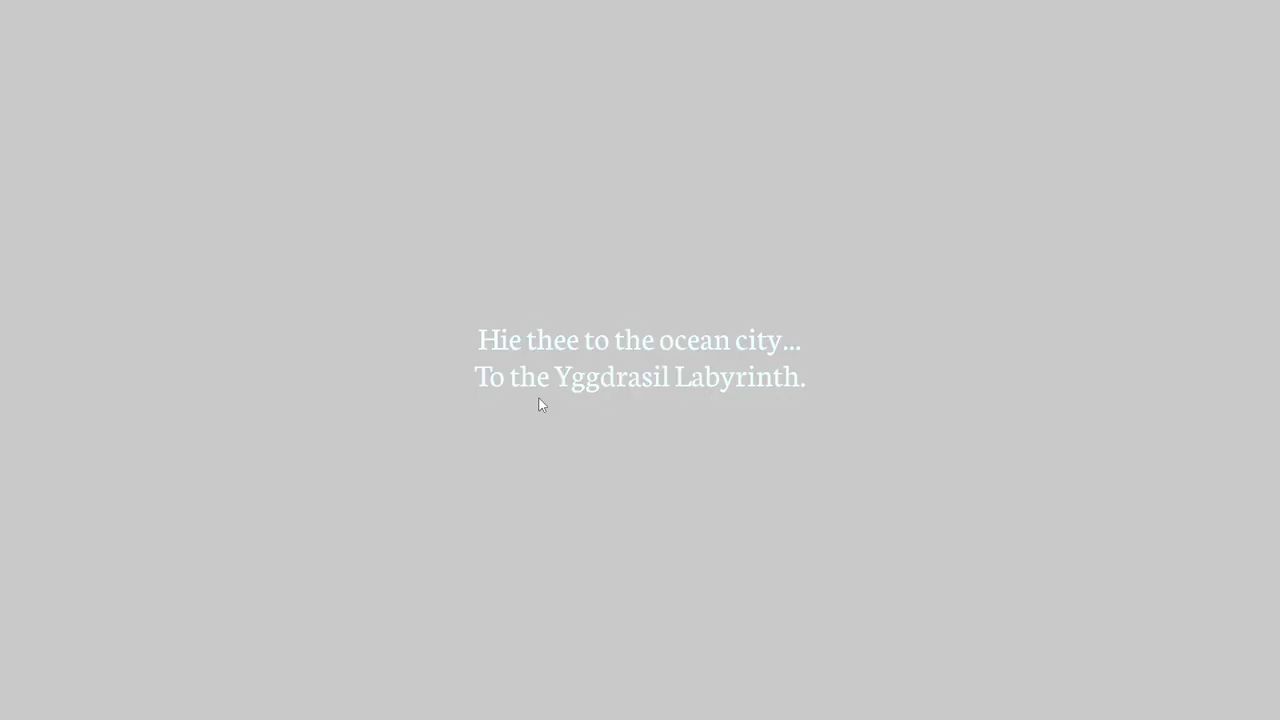 Hie thee to the ocean city...
To the Yggdrasil Labyrinth.